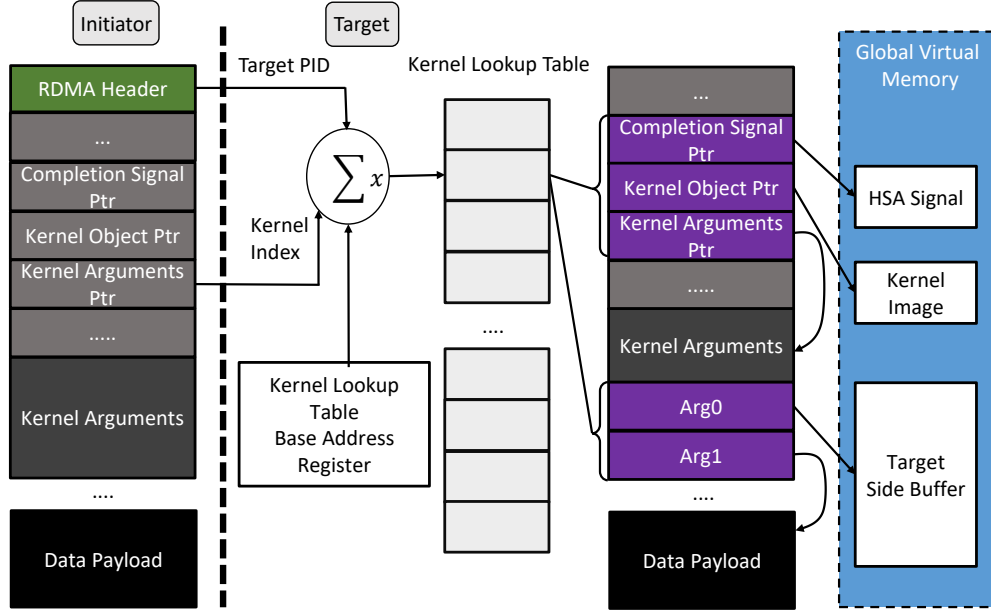 Initiator
RDMA Header
...
Completion Signal
Ptr
Kernel Object Ptr
Kernel Arguments
Ptr
.....
Kernel Arguments
....
Data Payload
Target
Target PID
Kernel
Index
∑ x
Kernel Lookup
Table
Base Address
Register
Kernel Lookup Table
....
...
Completion Signal
Ptr
Kernel Object Ptr
Kernel Arguments
Ptr
.....
Kernel Arguments
Arg0
Arg1
....
Data Payload
Global Virtual
Memory
HSA Signal
Kernel
Image
Target
Side Buffer